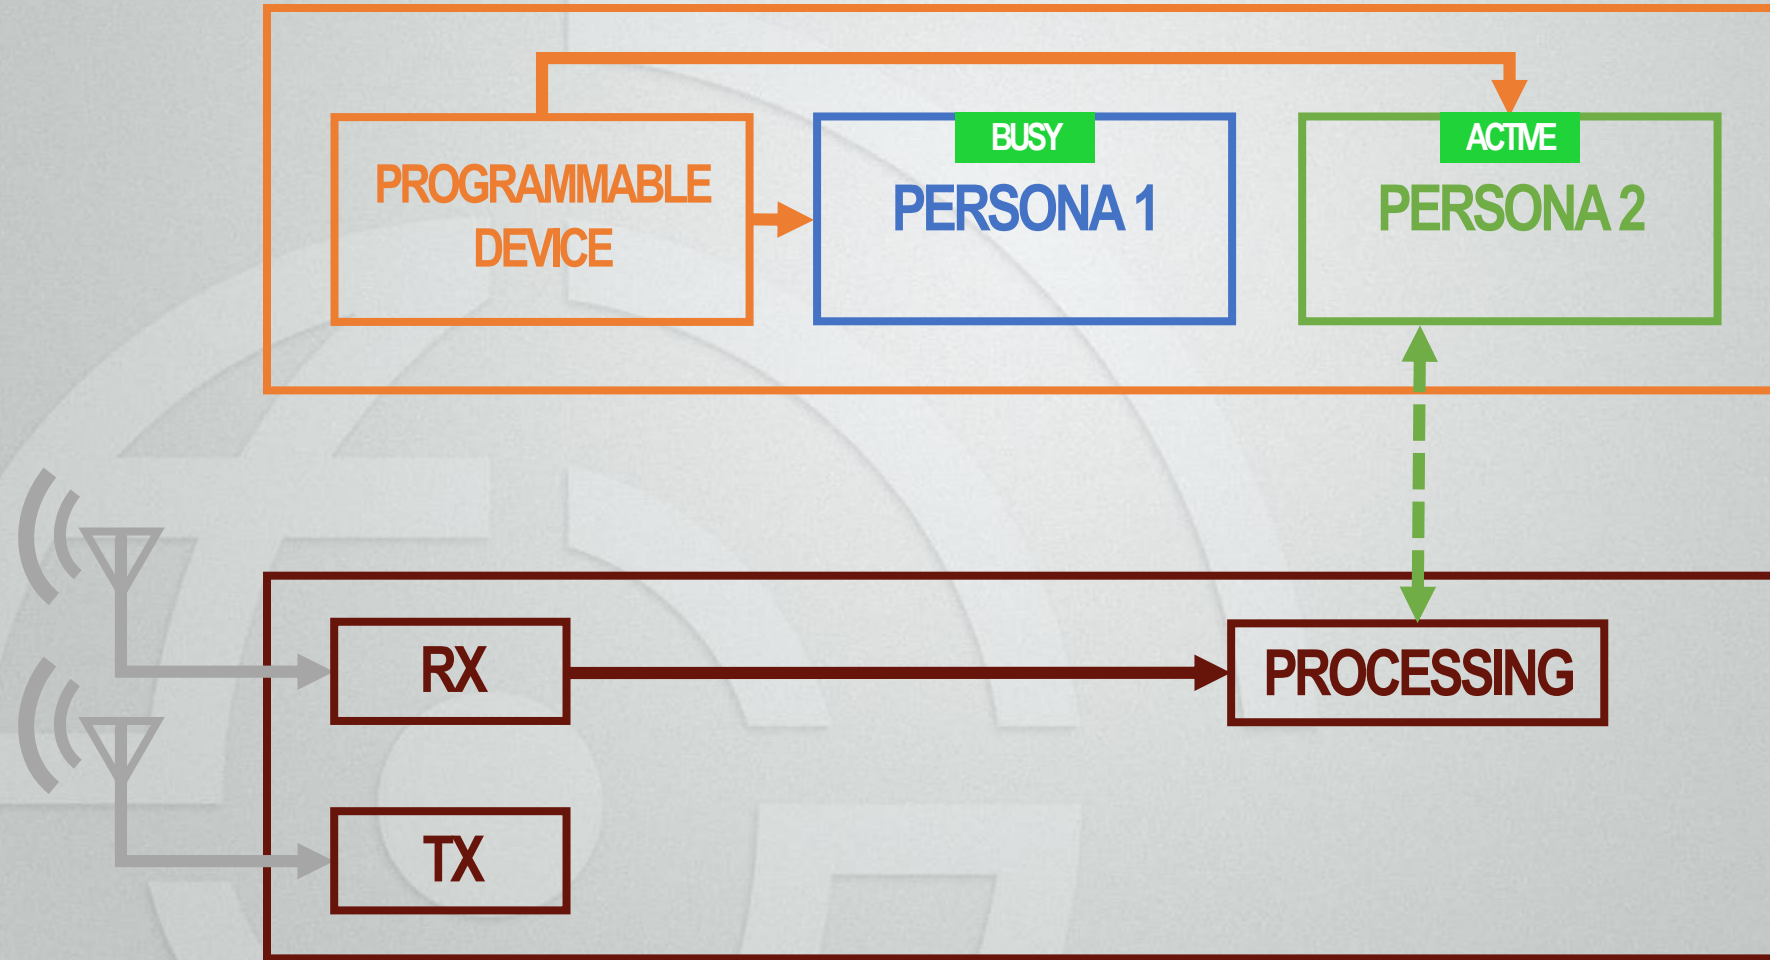 PROGRAMMABLE
DEVICE
BUSY
PERSONA 1
ACTIVE
PERSONA 2
RX
PROCESSING
TX